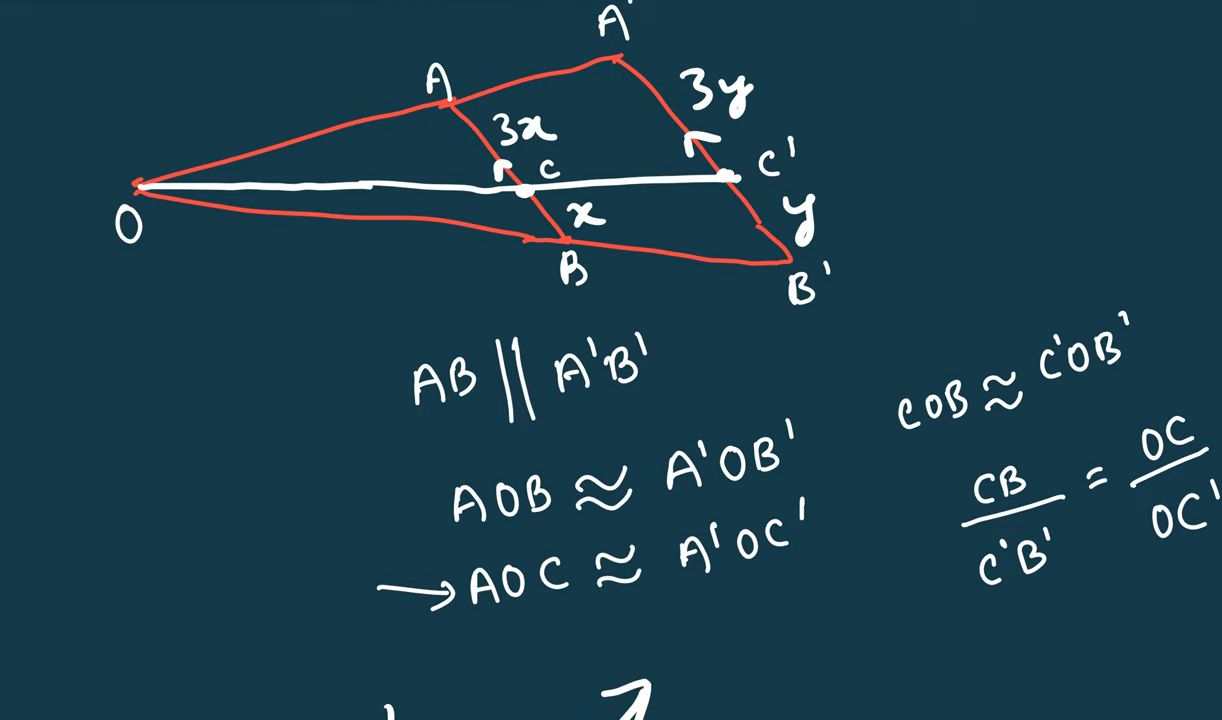 A'
A
3y
3x
C
C'
x
y
O
B
B'
AB || A'B'
COB ≈ C'OB'
AOB ≈ A'OB'
CB / C'B' = OC / OC'
→ AOC ≈ A'OC'